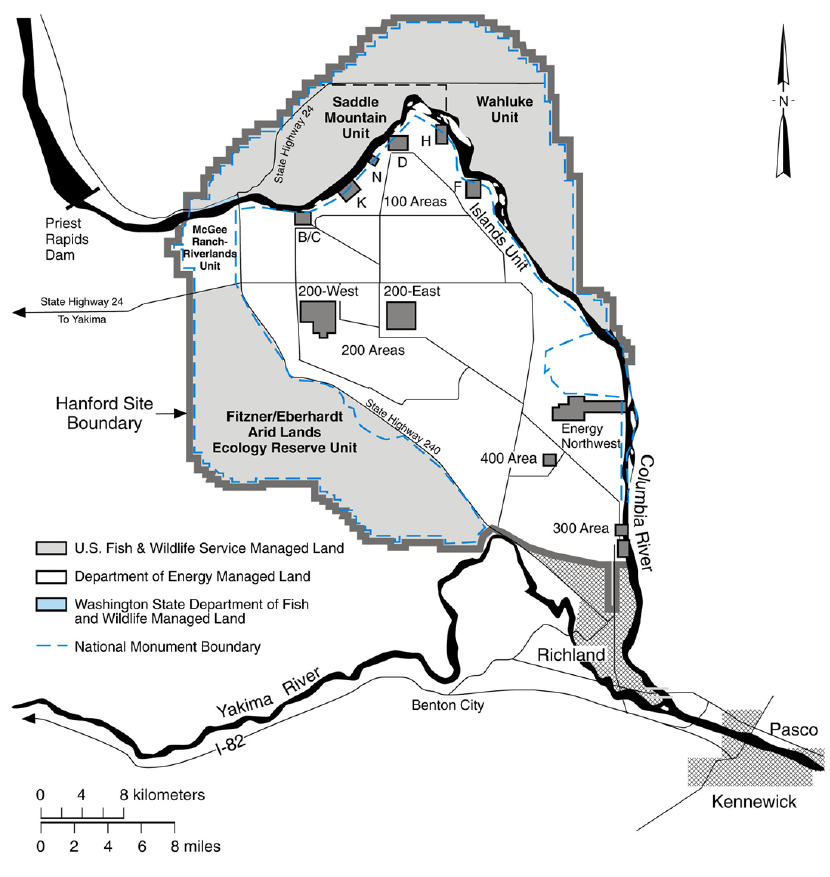 Saddle
Mountain
Unit
Wahluke
Unit
State Highway 24
N
H
D
N
K
F
B/C
100 Areas
Islands Unit
Priest
Rapids
Dam
McGee
Ranch-
Riverlands
Unit
State Highway 24
To Yakima
200-West
200-East
200 Areas
Hanford Site
Boundary
Fitzner/Eberhardt
Arid Lands
Ecology Reserve Unit
State Highway 240
Energy
Northwest
400 Area
300 Area
Columbia River
U.S. Fish & Wildlife Service Managed Land
Department of Energy Managed Land
Washington State Department of Fish
and Wildlife Managed Land
National Monument Boundary
Richland
Yakima River
Benton City
I-82
Pasco
Kennewick
0 4 8 kilometers
0 2 4 6 8 miles